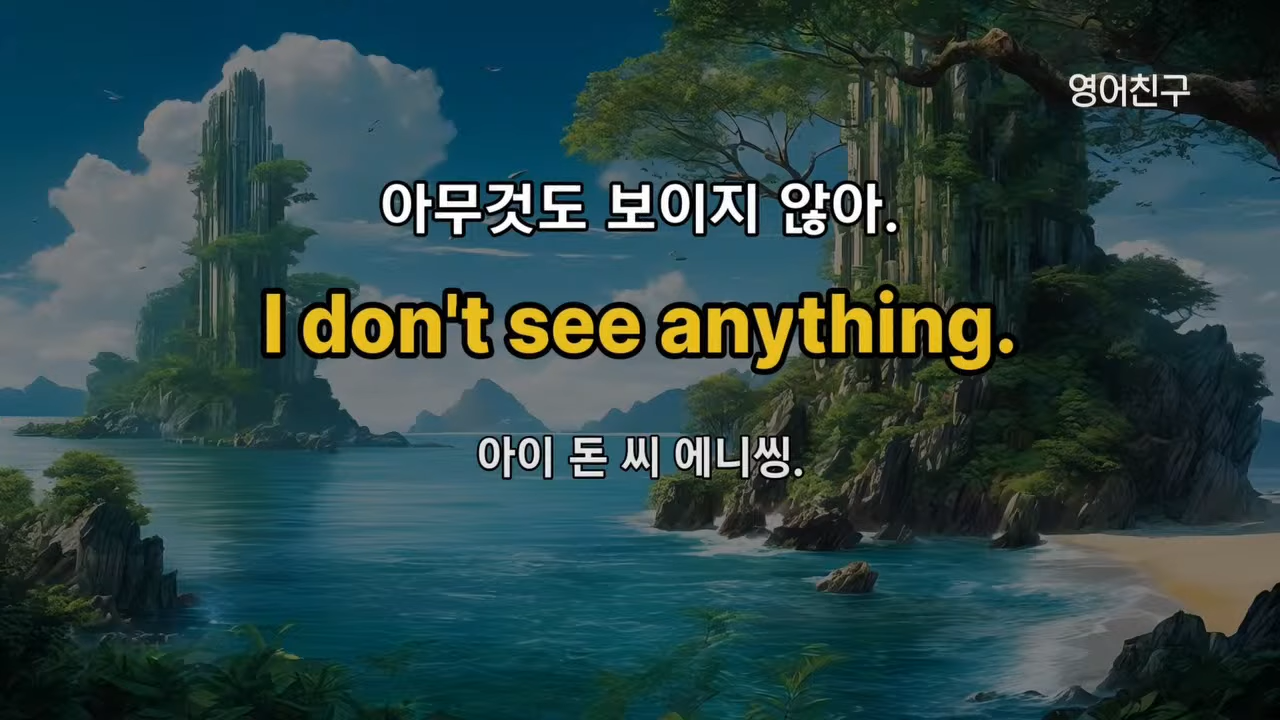 영어친구
아무것도 보이지 않아.
I don't see anything.
아이 돈 씨 에니씽.